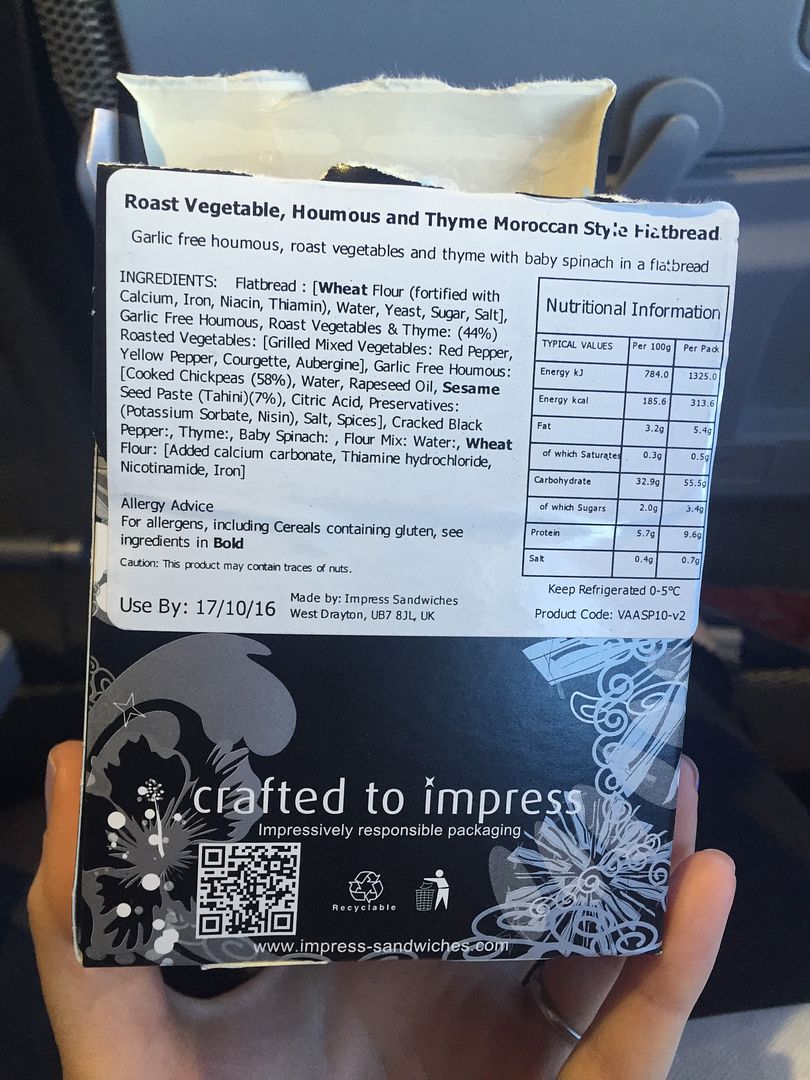 Roast Vegetable, Houmous and Thyme Moroccan Style Flatbread
Garlic free houmous, roast vegetables and thyme with baby spinach in a flatbread
INGREDIENTS: Flatbread : [Wheat Flour (fortified with
Calcium, Iron, Niacin, Thiamin), Water, Yeast, Sugar, Salt],
Garlic Free Houmous, Roast Vegetables & Thyme: (44%)
Roasted Vegetables: [Grilled Mixed Vegetables: Red Pepper,
Yellow Pepper, Courgette, Aubergine], Garlic Free Houmous:
[Cooked Chickpeas (58%), Water, Rapeseed Oil, Sesame
Seed Paste (Tahini)(7%), Citric Acid, Preservatives:
(Potassium Sorbate, Nisin), Salt, Spices], Cracked Black
Pepper:, Thyme:, Baby Spinach: , Flour Mix: Water:, Wheat
Flour: [Added calcium carbonate, Thiamine hydrochloride,
Nicotinamide, Iron]
Allergy Advice
For allergens, including Cereals containing gluten, see
ingredients in Bold
Caution: This product may contain traces of nuts.
Use By: 17/10/16
Made by: Impress Sandwiches
West Drayton, UB7 8JL, UK
Nutritional Information
TYPICAL VALUES Per 100g Per Pack
Energy kJ 784.0 1325.0
Energy kcal 185.6 313.6
Fat 3.2g 5.4g
of which Saturates 0.3g 0.5g
Carbohydrate 32.9g 55.5g
of which Sugars 2.0g 3.4g
Protein 5.7g 9.6g
Salt 0.4g 0.7g
Keep Refrigerated 0-5°C
Product Code: VAASP10-v2
crafted to impress
Impressively responsible packaging
Recyclable
www.impress-sandwiches.com